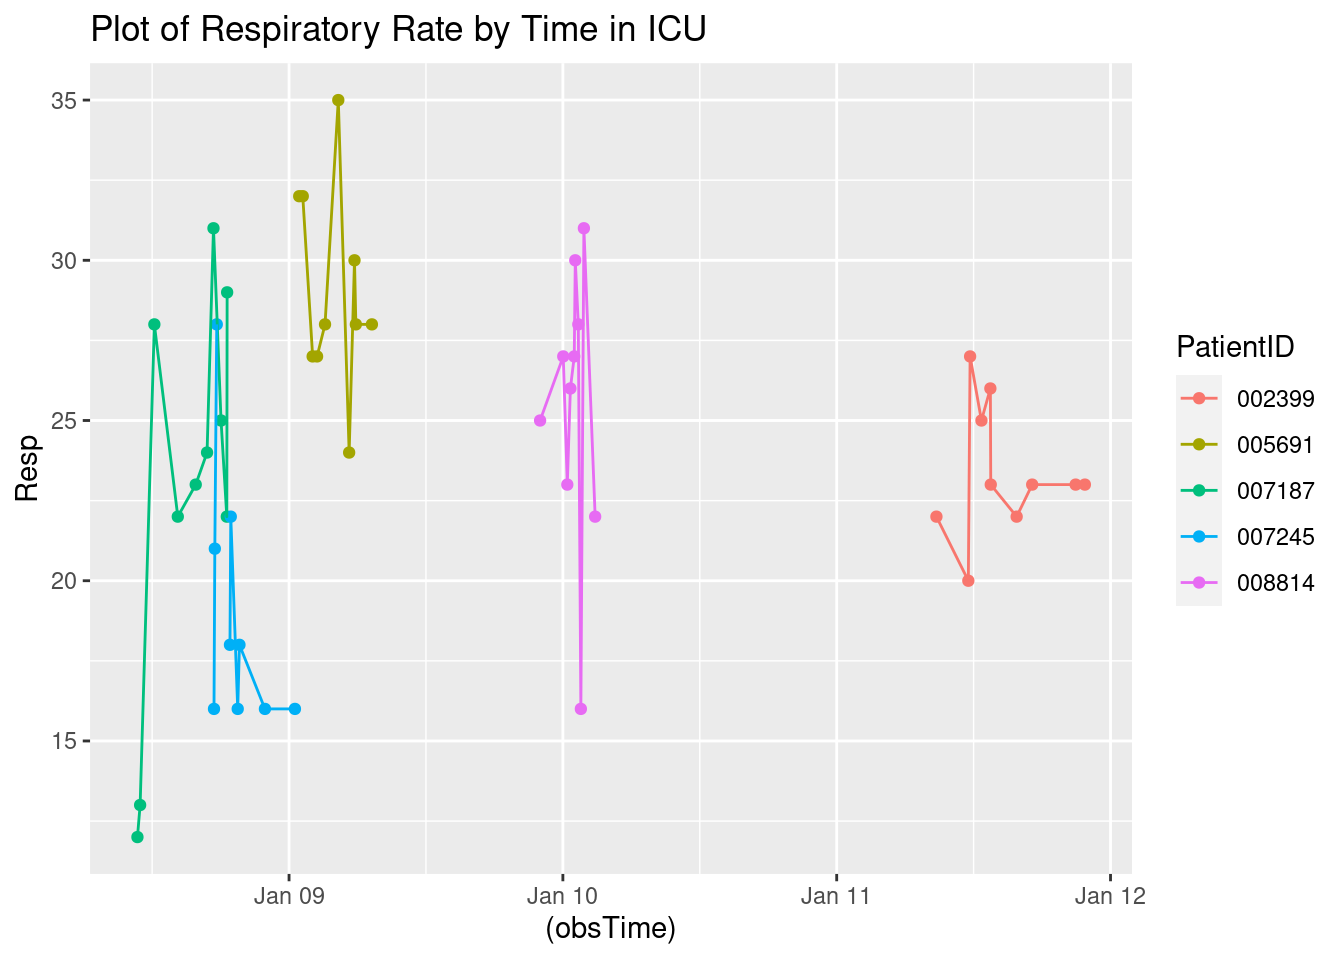 Plot of Respiratory Rate by Time in ICU
35
30
25
20
15
Resp
Jan 09 Jan 10 Jan 11 Jan 12
(obsTime)
PatientID
002399
005691
007187
007245
008814